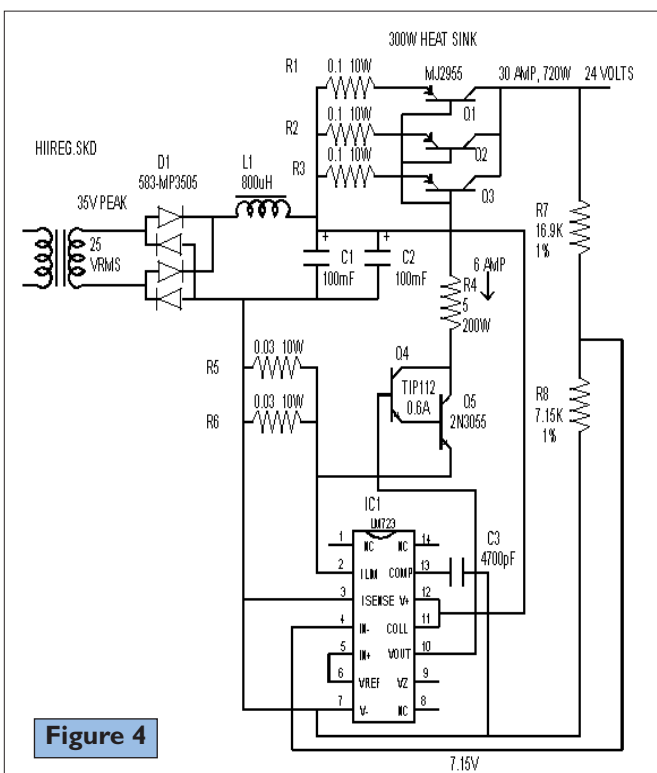 300W HEAT SINK
R1
0.1 10W
MJ2955
30 AMP, 720W
24 VOLTS
Q1
R2
0.1 10W
Q2
R3
0.1 10W
Q3
HIIREG.SKD
D1
583-MP3505
L1
800uH
35V PEAK
25
VRMS
+
C1
100mF
+
C2
100mF
R7
16.9K
1%
6 AMP
R4
5
200W
R5
0.03 10W
R6
0.03 10W
Q4
TIP112
0.6A
Q5
2N3055
R8
7.15K
1%
IC1
LM723
C3
4700pF
1 NC NC 14
2 ILIM COMP 13
3 ISENSE V+ 12
4 IN- COLL 11
5 IN+ VOUT 10
6 VREF VZ 9
7 V- NC 8
Figure 4
7.15V